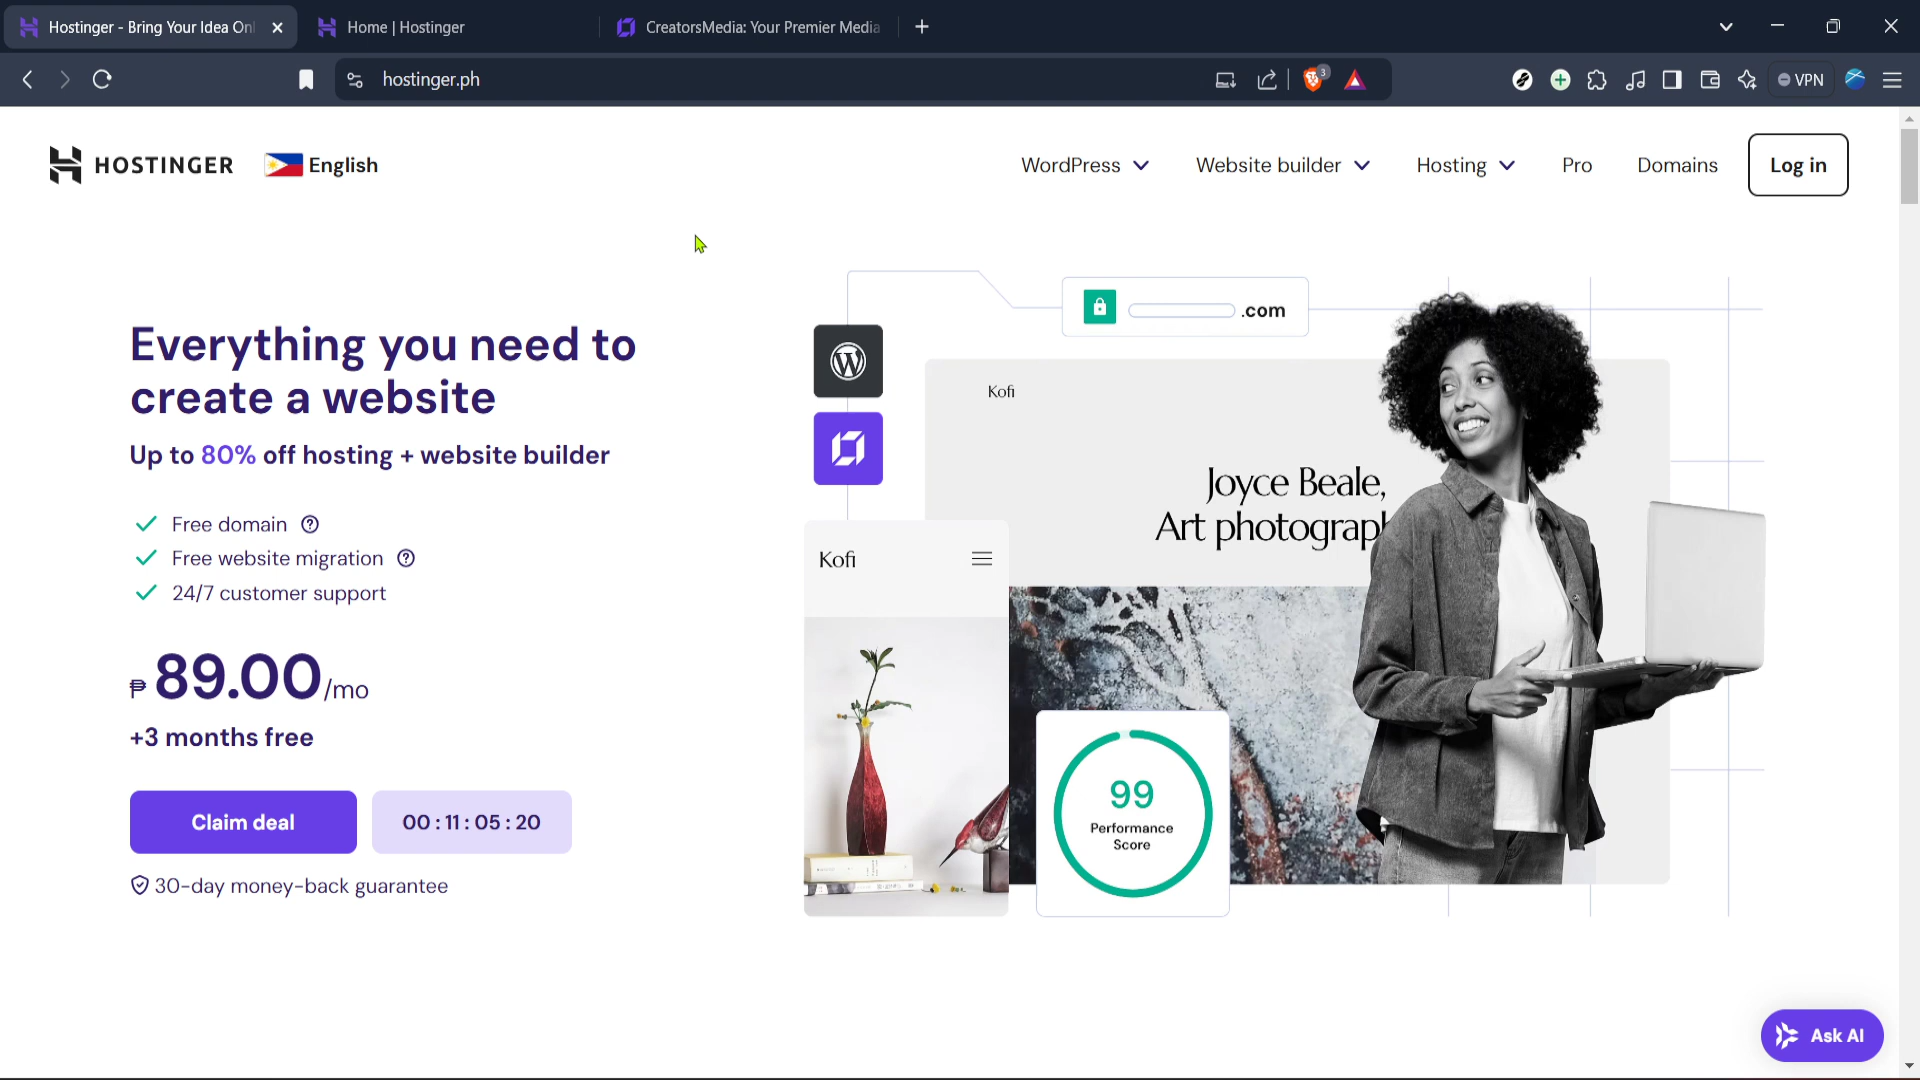 Hostinger - Bring Your Idea Onl
Home | Hostinger
CreatorsMedia: Your Premier Media
hostinger.ph
3
VPN
HOSTINGER
English
WordPress
Website builder
Hosting
Pro
Domains
Log in
Everything you need to
create a website
Up to 80% off hosting + website builder
Free domain
Free website migration
24/7 customer support
₱89.00/mo
+3 months free
Claim deal
00 : 11 : 05 : 20
30-day money-back guarantee
.com
Kofi
Joyce Beale,
Art photograph
Kofi
99
Performance
Score
Ask AI